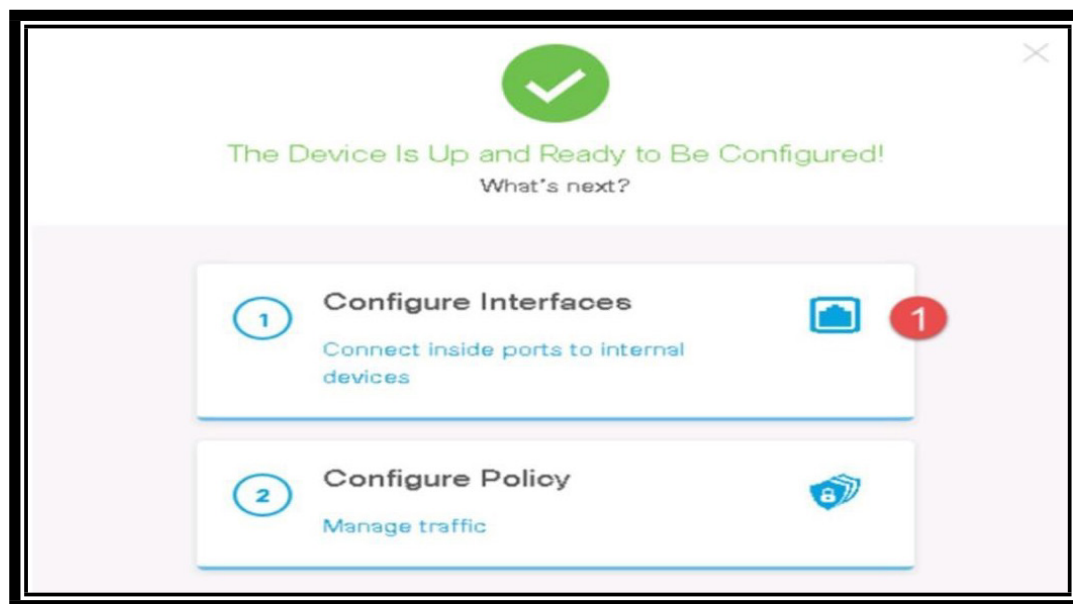 The Device Is Up and Ready to Be Configured!
What's next?
1
Configure Interfaces
Connect inside ports to internal
devices
1
2
Configure Policy
Manage traffic